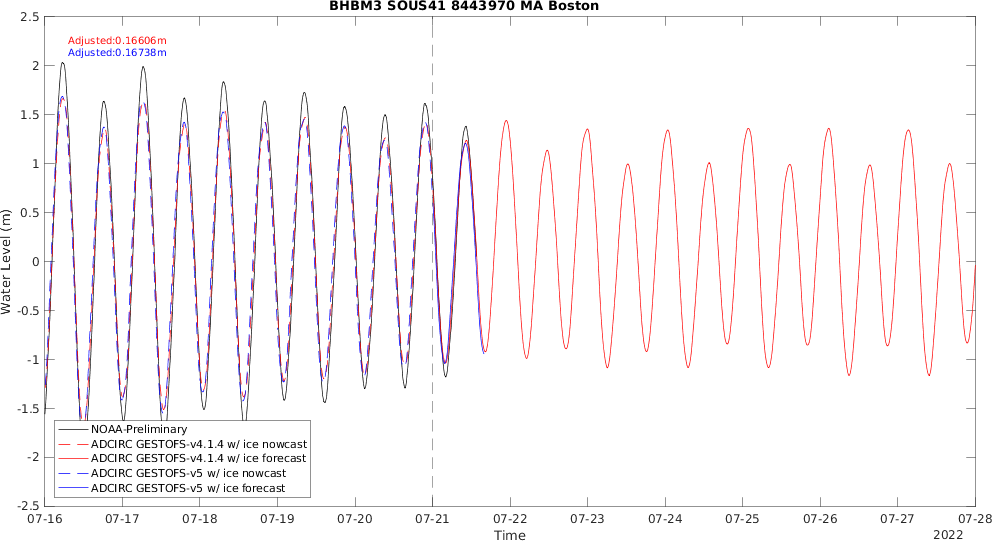 BHBM3 SOUS41 8443970 MA Boston
Adjusted:0.16606m
Adjusted:0.16738m
2.5
2
1.5
1
0.5
0
-0.5
-1
-1.5
-2
-2.5
Water Level (m)
NOAA-Preliminary
ADCIRC GESTOFS-v4.1.4 w/ ice nowcast
ADCIRC GESTOFS-v4.1.4 w/ ice forecast
ADCIRC GESTOFS-v5 w/ ice nowcast
ADCIRC GESTOFS-v5 w/ ice forecast
07-16 07-17 07-18 07-19 07-20 07-21 07-22 07-23 07-24 07-25 07-26 07-27 07-28
Time
2022